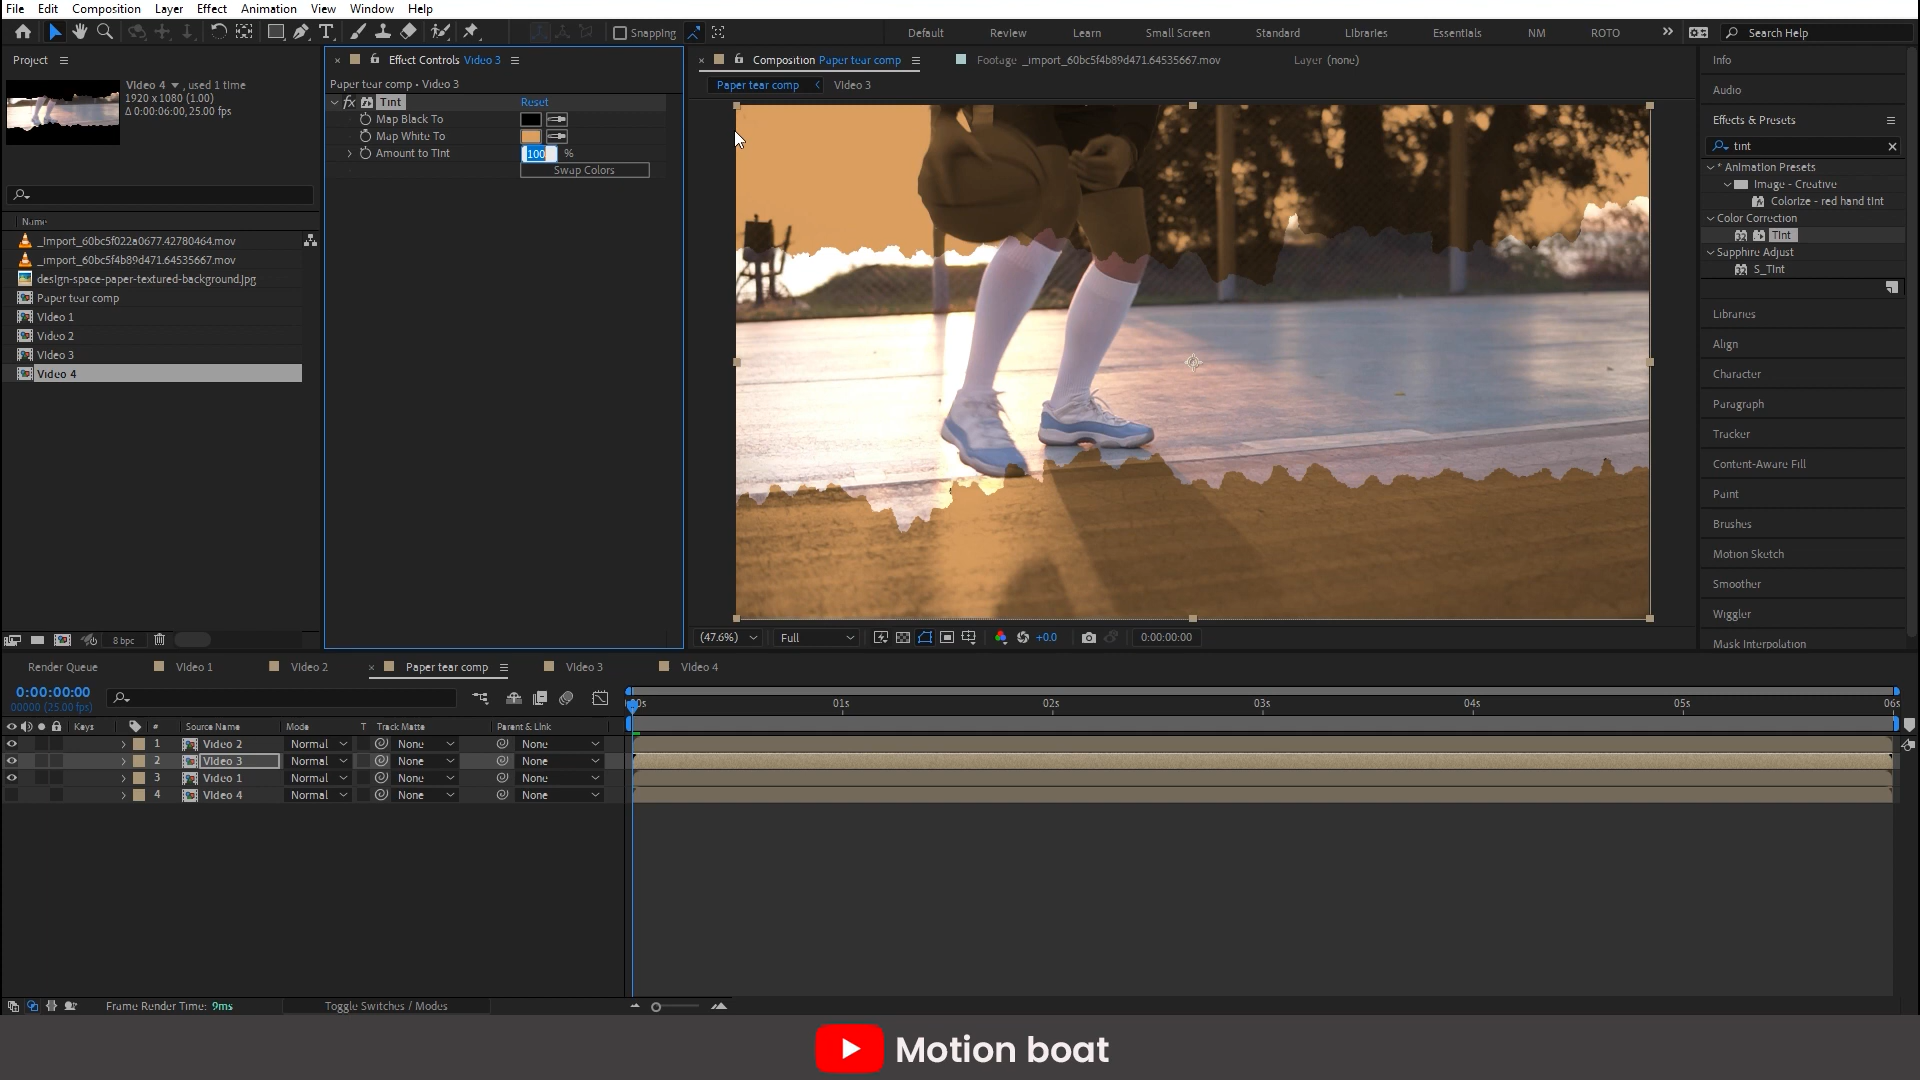 File Edit Composition Layer Effect Animation View Window Help
Snapping
Default Review Learn Small Screen Standard Libraries Essentials NM ROTO Search Help
Project
Video 4 , used 1 time
1920 x 1080 (1.00)
Δ 0:00:06:00, 25.00 fps
Name
_import_60bc5f022a0677.42780464.mov
_import_60bc5f4b89d471.64535667.mov
design-space-paper-textured-background.jpg
Paper tear comp
Video 1
Video 2
Video 3
Video 4
8 bpc
Effect Controls Video 3
Paper tear comp • Video 3
fx Tint Reset
Map Black To
Map White To
Amount to Tint 100 %
Swap Colors
Composition Paper tear comp Footage _import_60bc5f4b89d471.64535667.mov Layer (none)
Paper tear comp Video 3
(47.6%) Full +0.0 0:00:00:00
Info
Audio
Effects & Presets
tint
* Animation Presets
Image - Creative
Colorize - red hand tint
Color Correction
Tint
Sapphire Adjust
S_Tint
Libraries
Align
Character
Paragraph
Tracker
Content-Aware Fill
Paint
Brushes
Motion Sketch
Smoother
Wiggler
Mask Interpolation
Render Queue Video 1 Video 2 Paper tear comp Video 3 Video 4
0:00:00:00
00000 (25.00 fps)
01s 02s 03s 04s 05s 06s
Keys # Source Name Mode T Track Matte Parent & Link
1 Video 2 Normal None None
2 Video 3 Normal None None
3 Video 1 Normal None None
4 Video 4 Normal None None
Frame Render Time: 9ms Toggle Switches / Modes
Motion boat